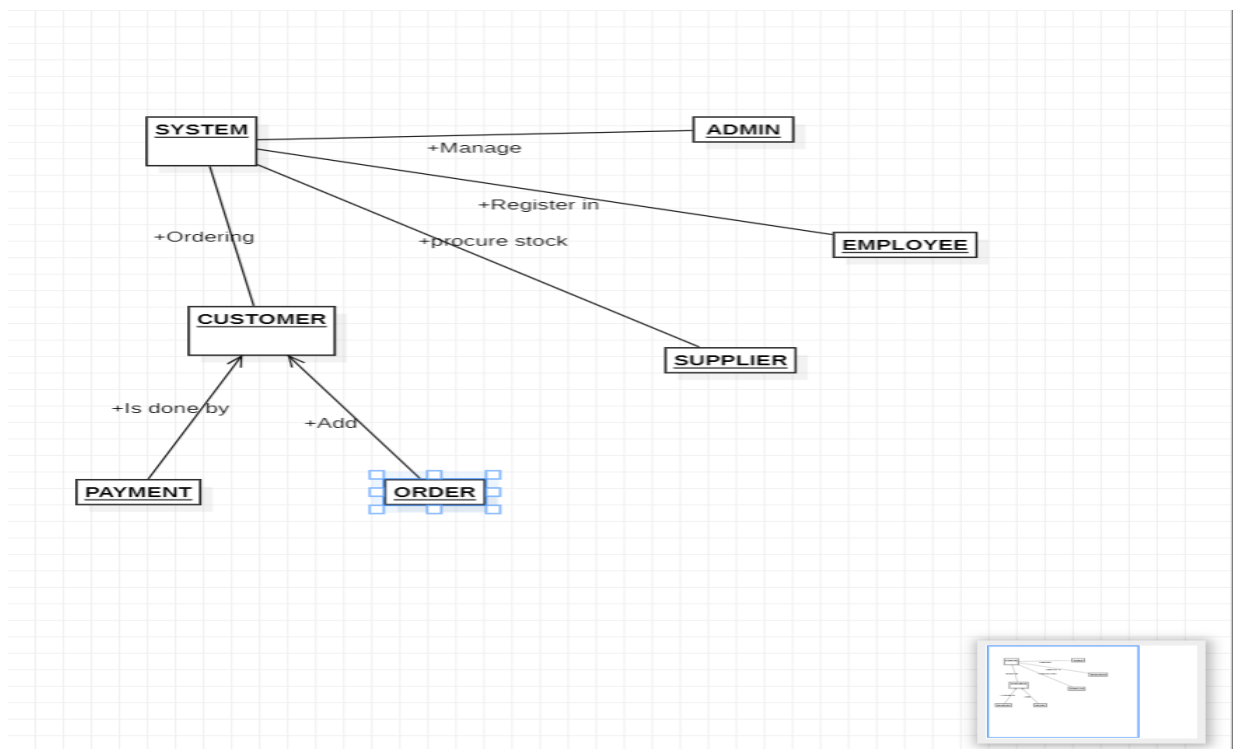 SYSTEM
ADMIN
+Manage
+Register in
+Ordering
+procure stock
EMPLOYEE
CUSTOMER
SUPPLIER
+Is done by
+Add
PAYMENT
ORDER